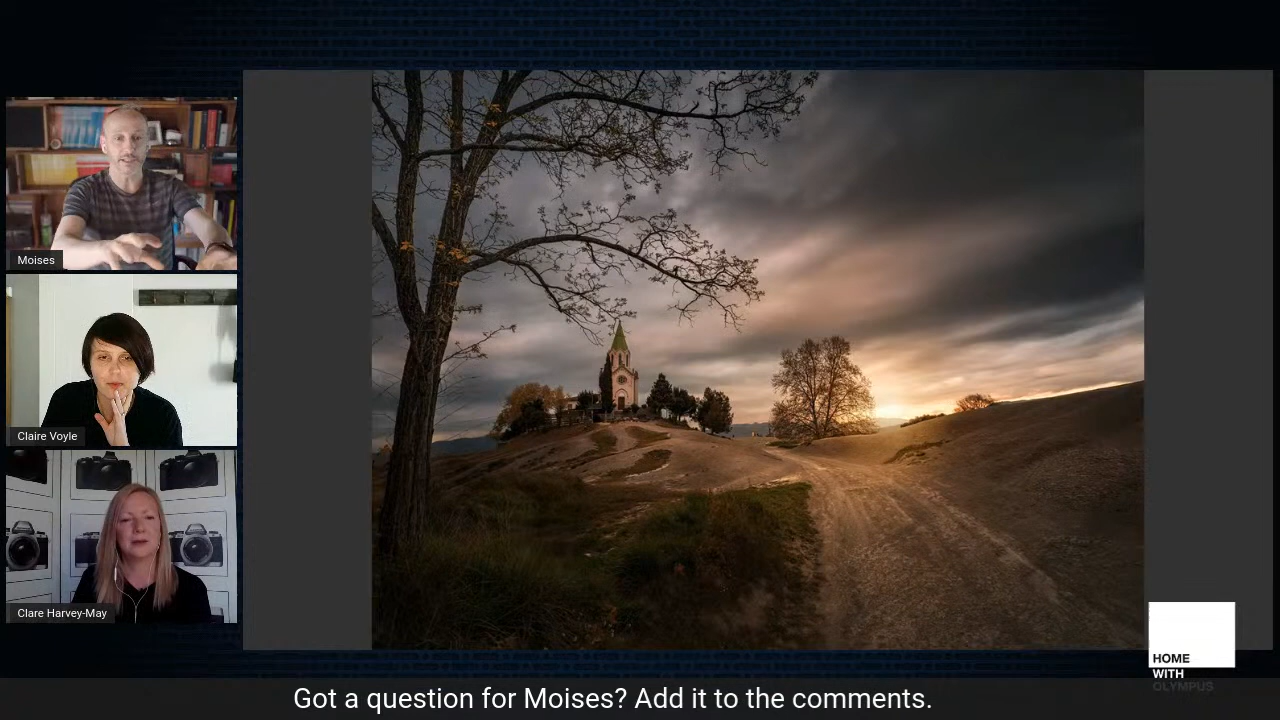 Moises
Claire Voyle
Clare Harvey-May
HOME
WITH
OLYMPUS
Got a question for Moises? Add it to the comments.